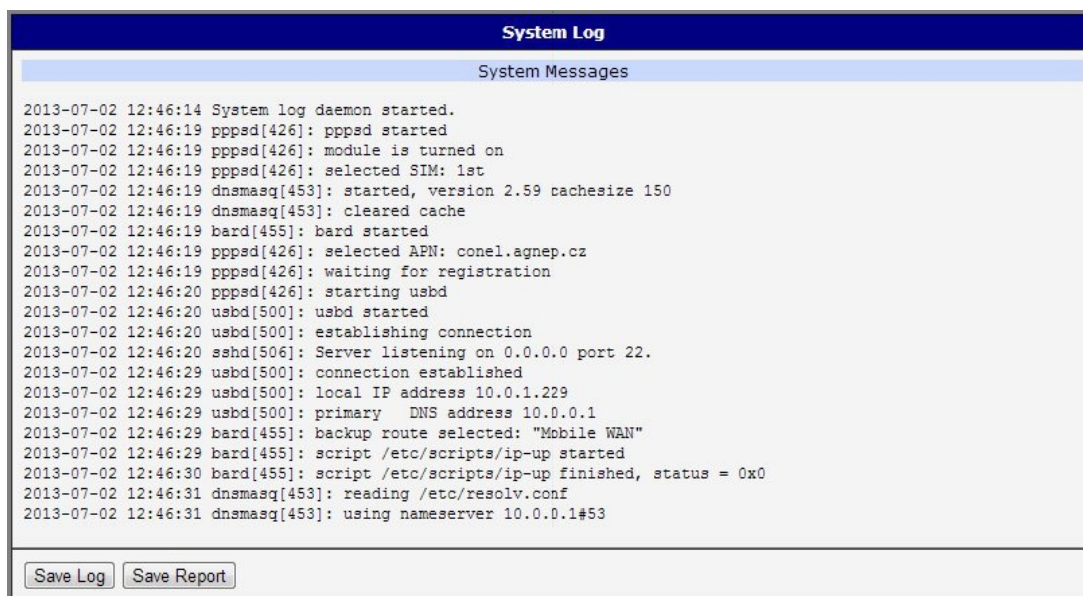 System Log
System Messages
2013-07-02 12:46:14 System log daemon started.
2013-07-02 12:46:19 pppsd[426]: pppsd started
2013-07-02 12:46:19 pppsd[426]: module is turned on
2013-07-02 12:46:19 pppsd[426]: selected SIM: 1st
2013-07-02 12:46:19 dnsmasq[453]: started, version 2.59 cachesize 150
2013-07-02 12:46:19 dnsmasq[453]: cleared cache
2013-07-02 12:46:19 bard[455]: bard started
2013-07-02 12:46:19 pppsd[426]: selected APN: conel.agnep.cz
2013-07-02 12:46:19 pppsd[426]: waiting for registration
2013-07-02 12:46:20 pppsd[426]: starting usbd
2013-07-02 12:46:20 usbd[500]: usbd started
2013-07-02 12:46:20 usbd[500]: establishing connection
2013-07-02 12:46:20 sshd[506]: Server listening on 0.0.0.0 port 22.
2013-07-02 12:46:29 usbd[500]: connection established
2013-07-02 12:46:29 usbd[500]: local IP address 10.0.1.229
2013-07-02 12:46:29 usbd[500]: primary   DNS address 10.0.0.1
2013-07-02 12:46:29 bard[455]: backup route selected: "Mobile WAN"
2013-07-02 12:46:29 bard[455]: script /etc/scripts/ip-up started
2013-07-02 12:46:30 bard[455]: script /etc/scripts/ip-up finished, status = 0x0
2013-07-02 12:46:31 dnsmasq[453]: reading /etc/resolv.conf
2013-07-02 12:46:31 dnsmasq[453]: using nameserver 10.0.0.1#53
Save Log Save Report